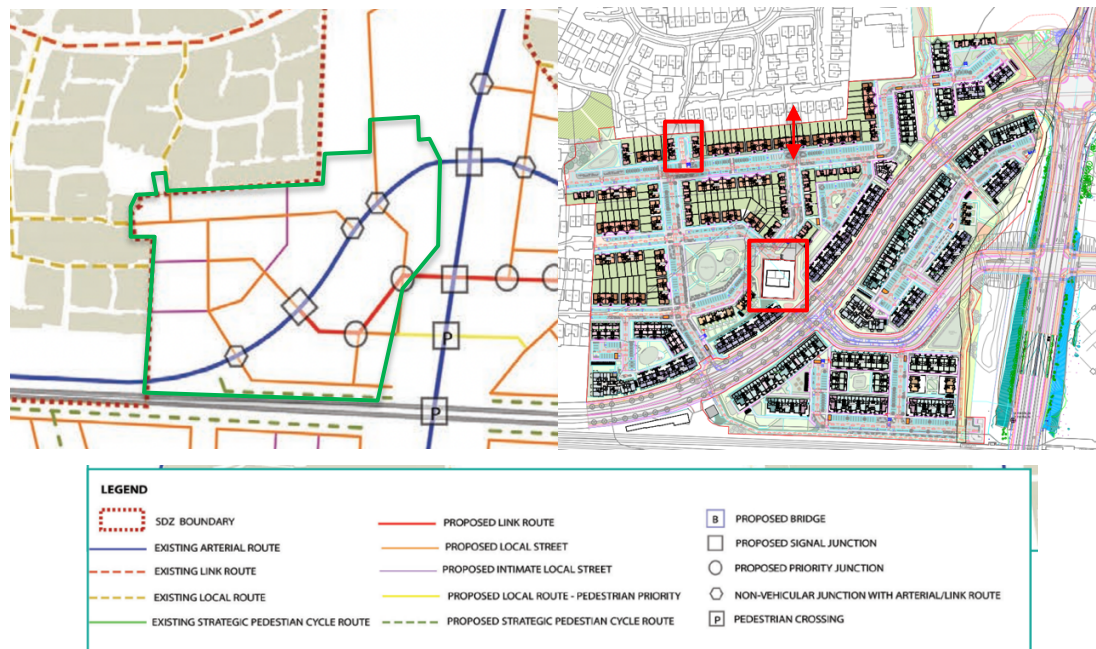 P
P
LEGEND
SDZ BOUNDARY
EXISTING ARTERIAL ROUTE
EXISTING LINK ROUTE
EXISTING LOCAL ROUTE
EXISTING STRATEGIC PEDESTIAN CYCLE ROUTE
PROPOSED LINK ROUTE
PROPOSED LOCAL STREET
PROPOSED INTIMATE LOCAL STREET
PROPOSED LOCAL ROUTE - PEDESTRIAN PRIORITY
PROPOSED STRATEGIC PEDESTIAN CYCLE ROUTE
B PROPOSED BRIDGE
PROPOSED SIGNAL JUNCTION
PROPOSED PRIORITY JUNCTION
NON-VEHICULAR JUNCTION WITH ARTERIAL/LINK ROUTE
P PEDESTRIAN CROSSING